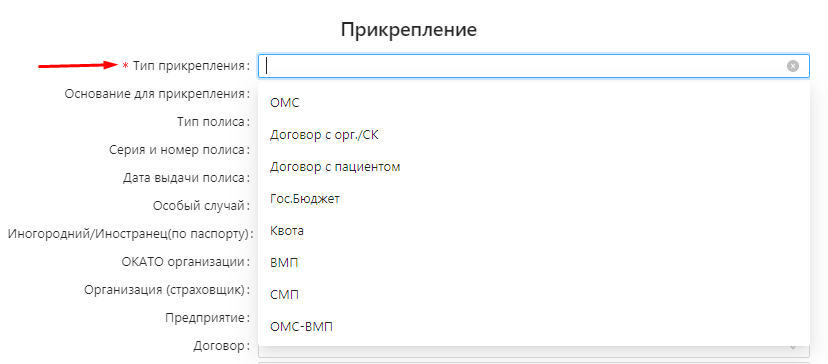 Прикрепление
* Тип прикрепления:
Основание для прикрепления:
ОМС
Тип полиса:
Договор с орг./СК
Серия и номер полиса:
Договор с пациентом
Дата выдачи полиса:
Гос.Бюджет
Особый случай:
Квота
Иногородний/Иностранец(по паспорту):
ОКАТО организации:
ВМП
Организация (страховщик):
СМП
Предприятие:
ОМС-ВМП
Договор: